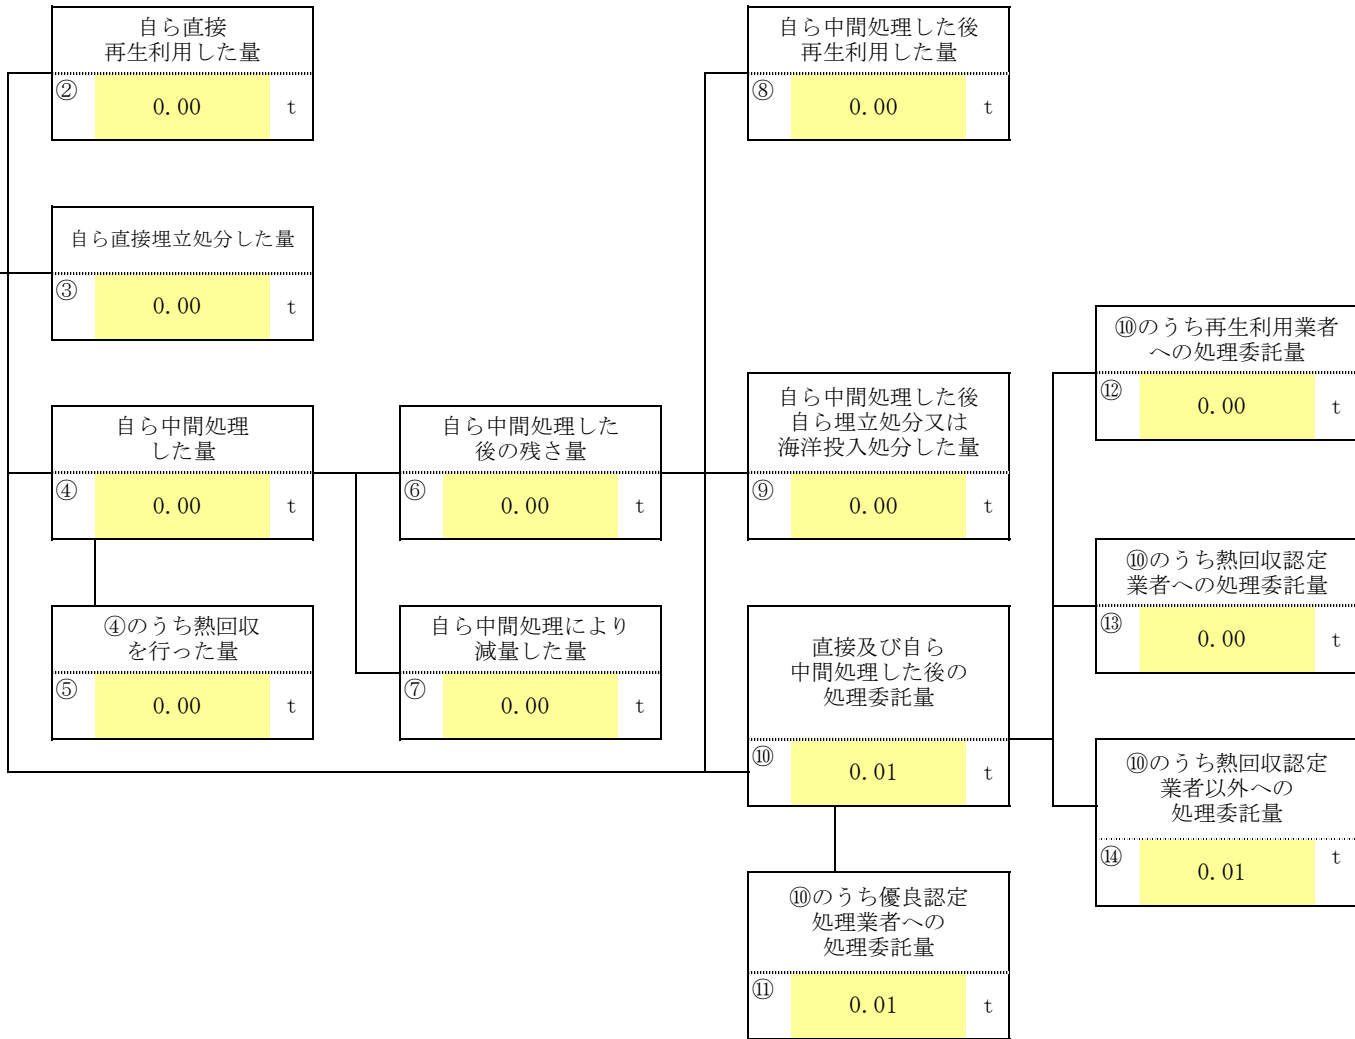 自ら直接
再生利用した量
②
0.00
t
自ら直接埋立処分した量
③
0.00
t
自ら中間処理
した量
④
0.00
t
④のうち熱回収
を行った量
⑤
0.00
t
自ら中間処理した
後の残さ量
⑥
0.00
t
自ら中間処理により
減量した量
⑦
0.00
t
自ら中間処理した後
再生利用した量
⑧
0.00
t
自ら中間処理した後
自ら埋立処分又は
海洋投入処分した量
⑨
0.00
t
直接及び自ら
中間処理した後の
処理委託量
⑩
0.01
t
⑩のうち優良認定
処理業者への
処理委託量
⑪
0.01
t
⑩のうち再生利用業者
への処理委託量
⑫
0.00
t
⑩のうち熱回収認定
業者への処理委託量
⑬
0.00
t
⑩のうち熱回収認定
業者以外への
処理委託量
⑭
0.01
t